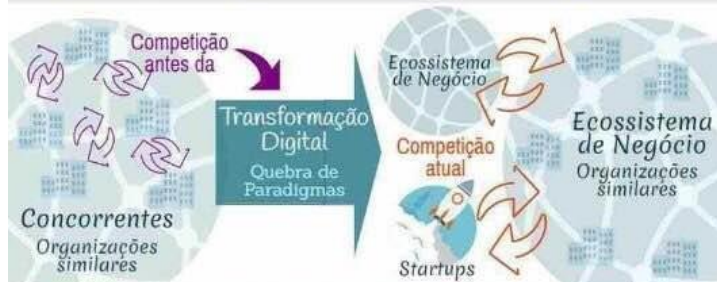 Competição
antes da
Transformação
Digital
Quebra de
Paradigmas
Concorrentes
Organizações
similares
Ecossistema
de Negócio
Competição
atual
Startups
Ecossistema
de Negócio
Organizações
similares